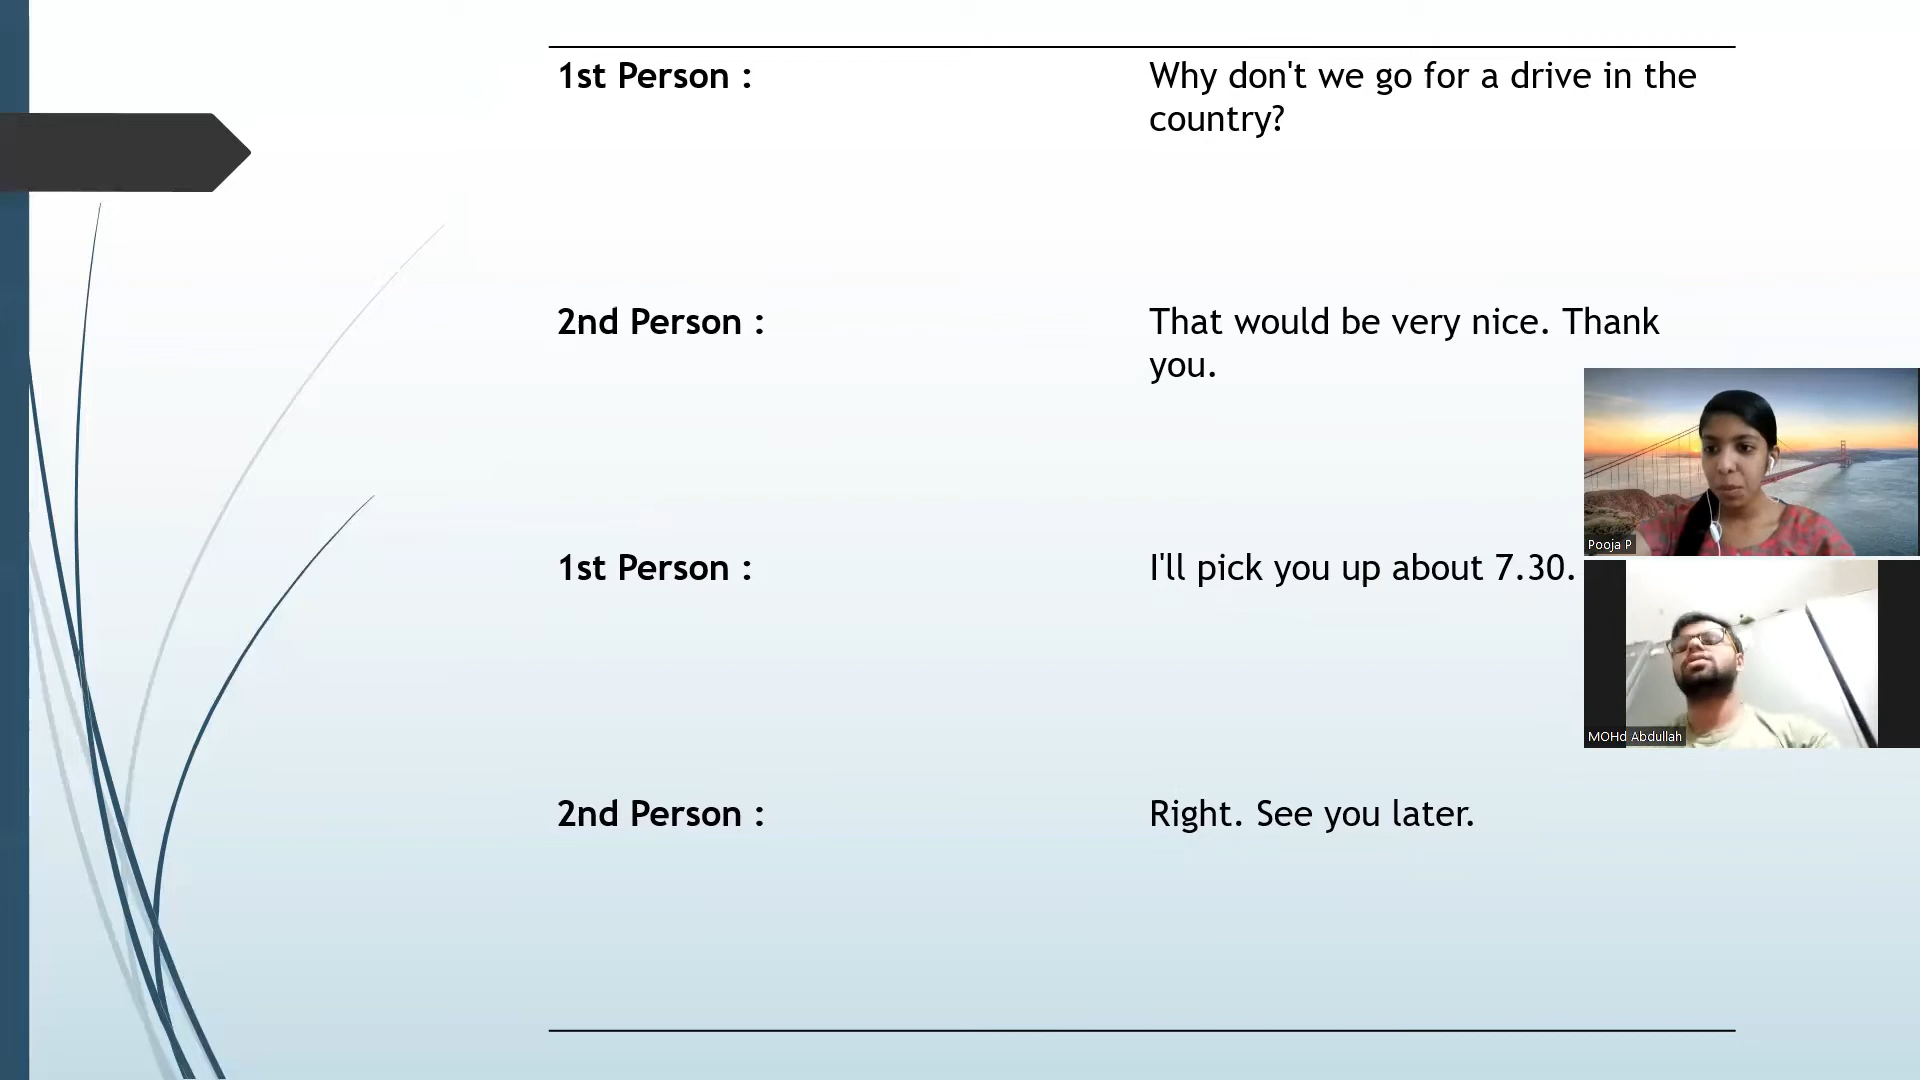 1st Person :
Why don't we go for a drive in the
country?
2nd Person :
That would be very nice. Thank
you.
1st Person :
I'll pick you up about 7.30.
2nd Person :
Right. See you later.
Pooja P
MOHd Abdullah